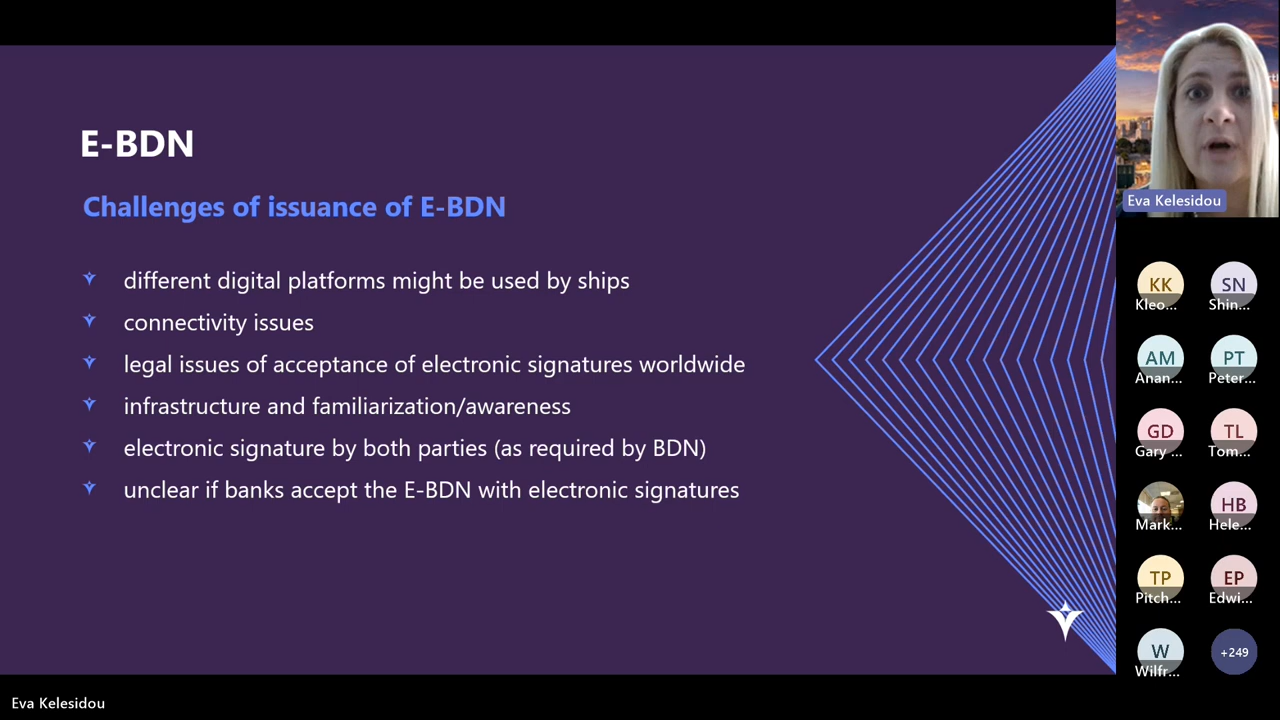 E-BDN
Challenges of issuance of E-BDN
different digital platforms might be used by ships
connectivity issues
legal issues of acceptance of electronic signatures worldwide
infrastructure and familiarization/awareness
electronic signature by both parties (as required by BDN)
unclear if banks accept the E-BDN with electronic signatures
Eva Kelesidou
KK
SN
Kleo...
Shin...
AM
PT
Anan...
Peter...
GD
TL
Gary ...
Tom...
HB
Mark...
Hele...
TP
EP
Pitch...
Edwi...
W
+249
Wilfr...
Eva Kelesidou